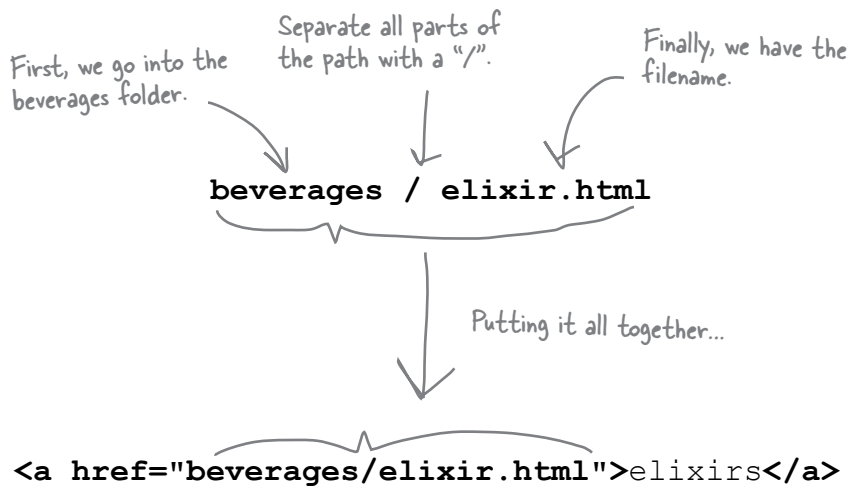 First, we go into the
beverages folder.
Separate all parts of
the path with a “/”.
Finally, we have the
filename.
beverages / elixir.html
Putting it all together...
<a href="beverages/elixir.html">elixirs</a>